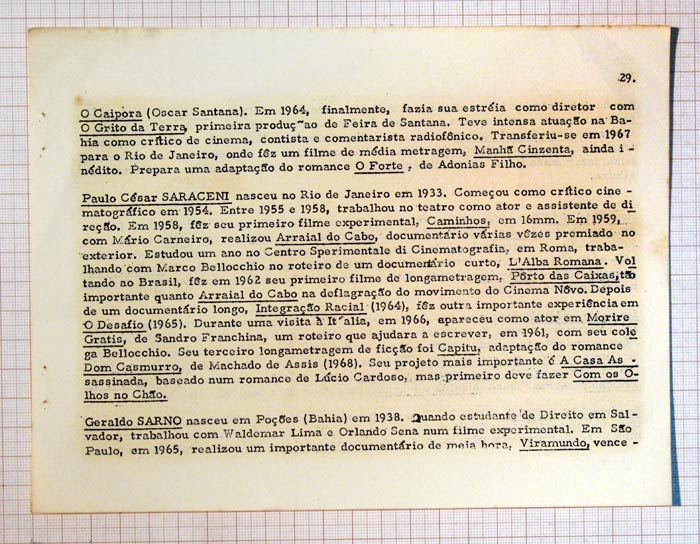 29.
O Caipora (Oscar Santana). Em 1964, finalmente, fazia sua estréia como diretor com
O Grito da Terra, primeira produç~ao de Feira de Santana. Teve intensa atuação na Ba-
hia como crítico de cinema, contista e comentarista radiofônico. Transferiu-se em 1967
para o Rio de Janeiro, onde fêz um filme de média metragem, Manhã Cinzenta, ainda i-
nédito. Prepara uma adaptação do romance O Forte, de Adonias Filho.
Paulo César SARACENI nasceu no Rio de Janeiro em 1933. Começou como crítico cine-
matográfico em 1954. Entre 1955 e 1958, trabalhou no teatro como ator e assistente de di
reção. Em 1958, fêz seu primeiro filme experimental, Caminhos, em 16mm. Em 1959,
com Mário Carneiro, realizou Arraial do Cabo, documentário várias vêzes premiado no
exterior. Estudou um ano no Centro Sperimentale di Cinematografia, em Roma, traba-
lhando com Marco Bellocchio no roteiro de um documentário curto, L'Alba Romana. Vol
tando ao Brasil, fêz em 1962 seu primeiro filme de longametragem, Pôrto das Caixas, tão
importante quanto Arraial do Cabo na deflagração do movimento do Cinema Nôvo. Depois
de um documentário longo, Integração Racial (1964), fêz outra importante experiência em
O Desafio (1965). Durante uma visita à It´alia, em 1966, apareceu como ator em Morire
Gratis, de Sandro Franchina, um roteiro que ajudara a escrever, em 1961, com seu cole
ga Bellocchio. Seu terceiro longametragem de ficção foi Capitu, adaptação do romance
Dom Casmurro, de Machado de Assis (1968). Seu projeto mais importante é A Casa As-
sassinada, baseado num romance de Lúcio Cardoso, mas primeiro deve fazer Com os O-
lhos no Chão.
Geraldo SARNO nasceu em Poções (Bahia) em 1938. Quando estudante de Direito em Sal-
vador, trabalhou com Waldemar Lima e Orlando Sena num filme experimental. Em São
Paulo, em 1965, realizou um importante documentário de meia hora, Viramundo, vence-